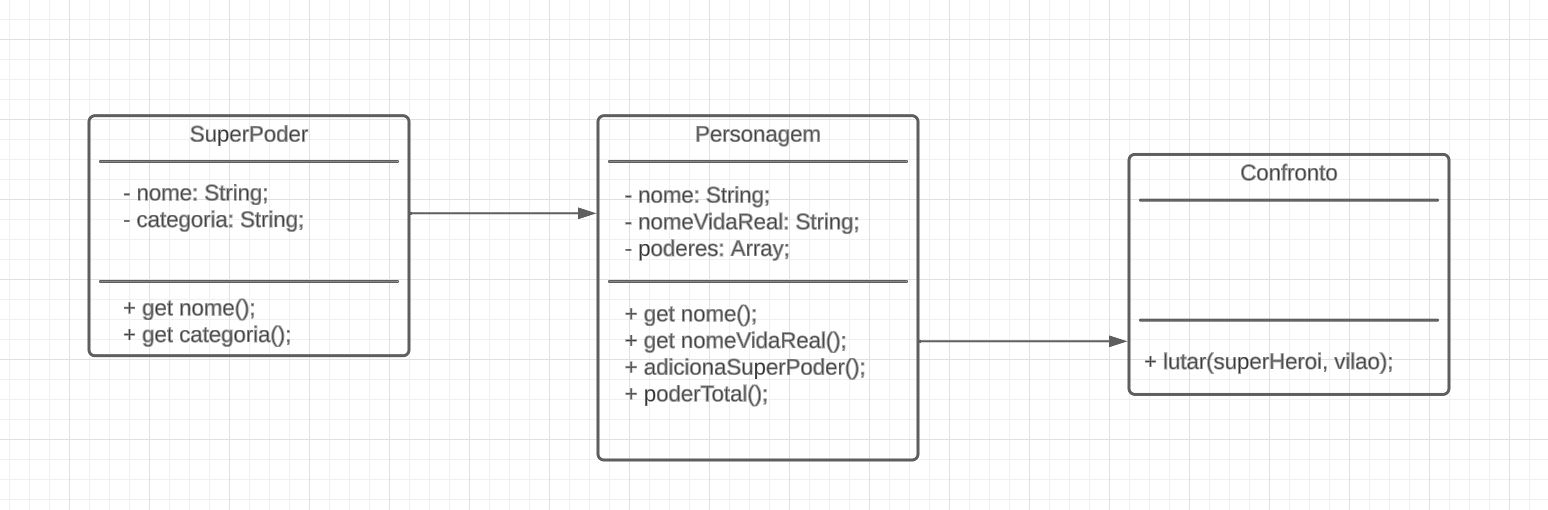 SuperPoder
- nome: String;
- categoria: String;
+ get nome();
+ get categoria();
Personagem
- nome: String;
- nomeVidaReal: String;
- poderes: Array;
+ get nome();
+ get nomeVidaReal();
+ adicionaSuperPoder();
+ poderTotal();
Confronto
+ lutar(superHeroi, vilao);